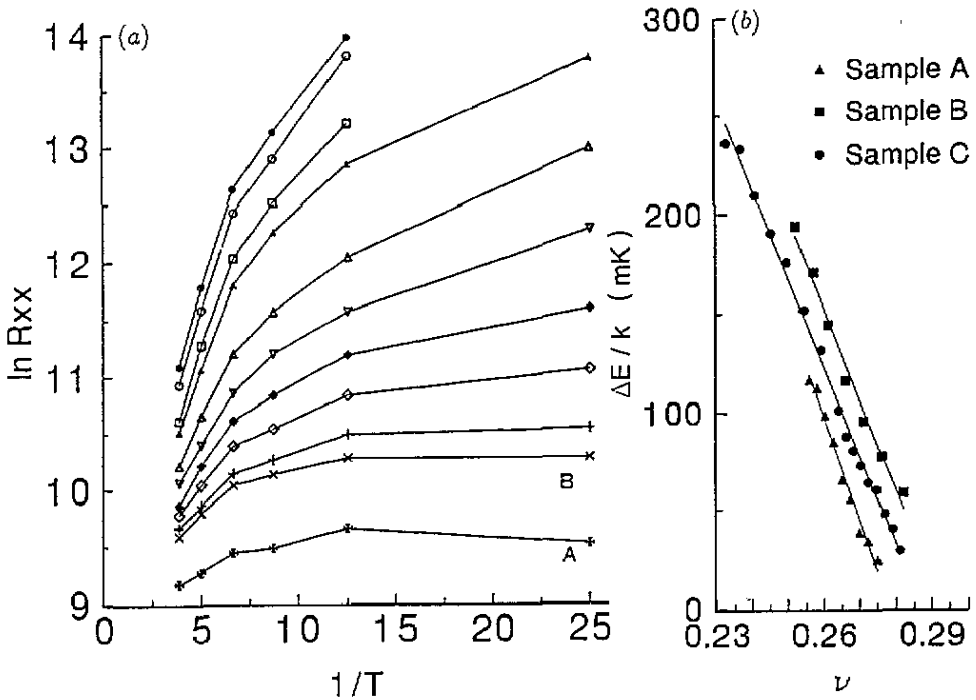 (a)
14
13
12
11
10
9
ln Rxx
0
5
10
15
20
25
1/T
B
A
(b)
300
200
100
0
ΔE/k (mK)
Sample A
Sample B
Sample C
0.23
0.26
0.29
ν